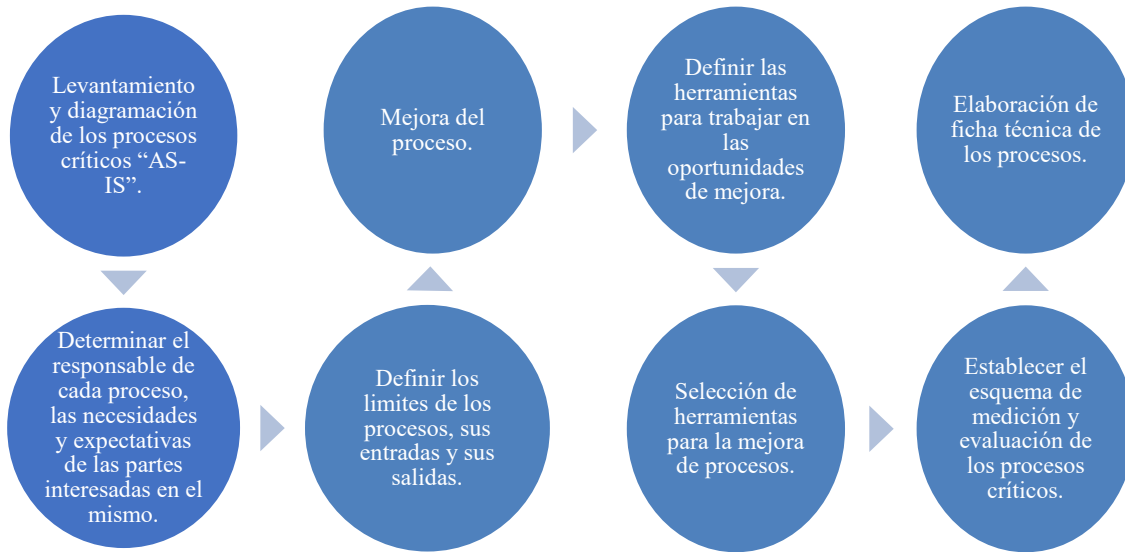 Levantamiento
y diagramación
de los procesos
críticos “AS-
IS”.
Determinar el
responsable de
cada proceso,
las necesidades
y expectativas
de las partes
interesadas en el
mismo.
Definir los
limites de los
procesos, sus
entradas y sus
salidas.
Mejora del
proceso.
Definir las
herramientas
para trabajar en
las
oportunidades
de mejora.
Selección de
herramientas
para la mejora
de procesos.
Establecer el
esquema de
medición y
evaluación de
los procesos
críticos.
Elaboración de
ficha técnica de
los procesos.